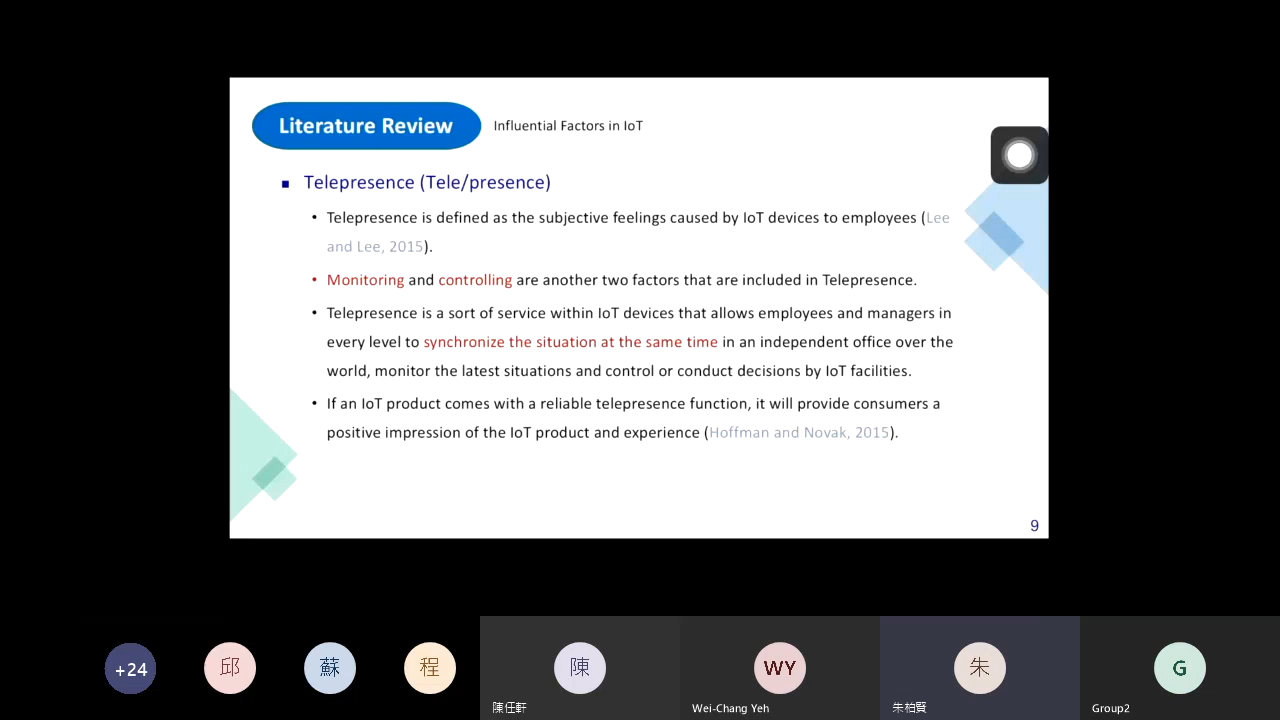 Literature Review
Influential Factors in IoT
▪ Telepresence (Tele/presence)
• Telepresence is defined as the subjective feelings caused by IoT devices to employees (Lee
and Lee, 2015).
• Monitoring and controlling are another two factors that are included in Telepresence.
• Telepresence is a sort of service within IoT devices that allows employees and managers in
every level to synchronize the situation at the same time in an independent office over the
world, monitor the latest situations and control or conduct decisions by IoT facilities.
• If an IoT product comes with a reliable telepresence function, it will provide consumers a
positive impression of the IoT product and experience (Hoffman and Novak, 2015).
9
+24
邱
蘇
程
陳
WY
朱
G
陳任軒
Wei-Chang Yeh
朱柏賢
Group2